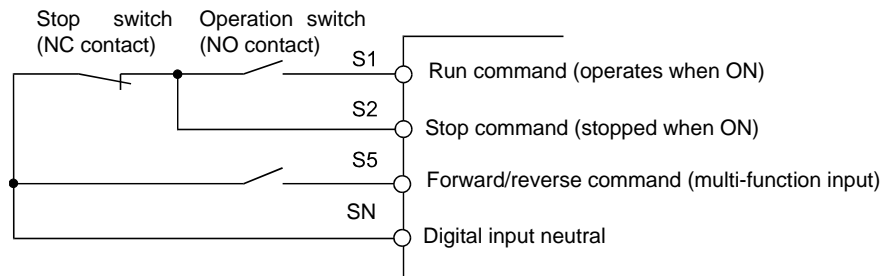 Stop switch
(NC contact)
Operation switch
(NO contact)
S1
Run command (operates when ON)
S2
Stop command (stopped when ON)
S5
Forward/reverse command (multi-function input)
SN
Digital input neutral